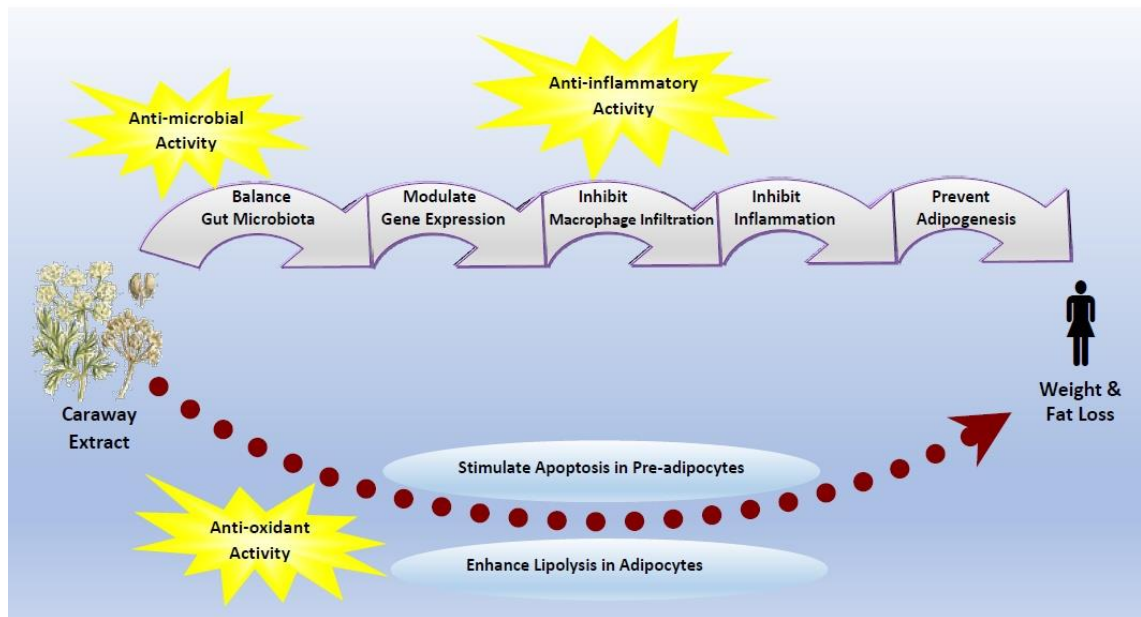 Anti-inflammatory
Activity
Anti-microbial
Activity
Balance
Gut Microbiota
Modulate
Gene Expression
Inhibit
Macrophage Infiltration
Inhibit
Inflammation
Prevent
Adipogenesis
Caraway
Extract
Weight &
Fat Loss
Stimulate Apoptosis in Pre-adipocytes
Anti-oxidant
Activity
Enhance Lipolysis in Adipocytes